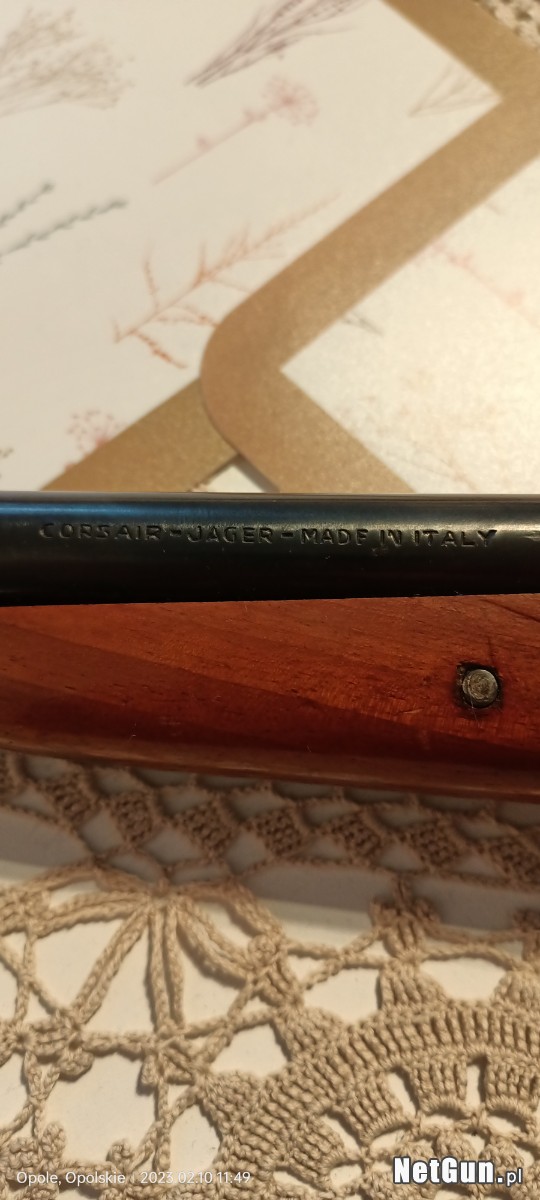 CORSAIR-JAGER-MADE IN ITALY
Opole, Opolskie | 2023.02.10 11:49
NetGun.pl